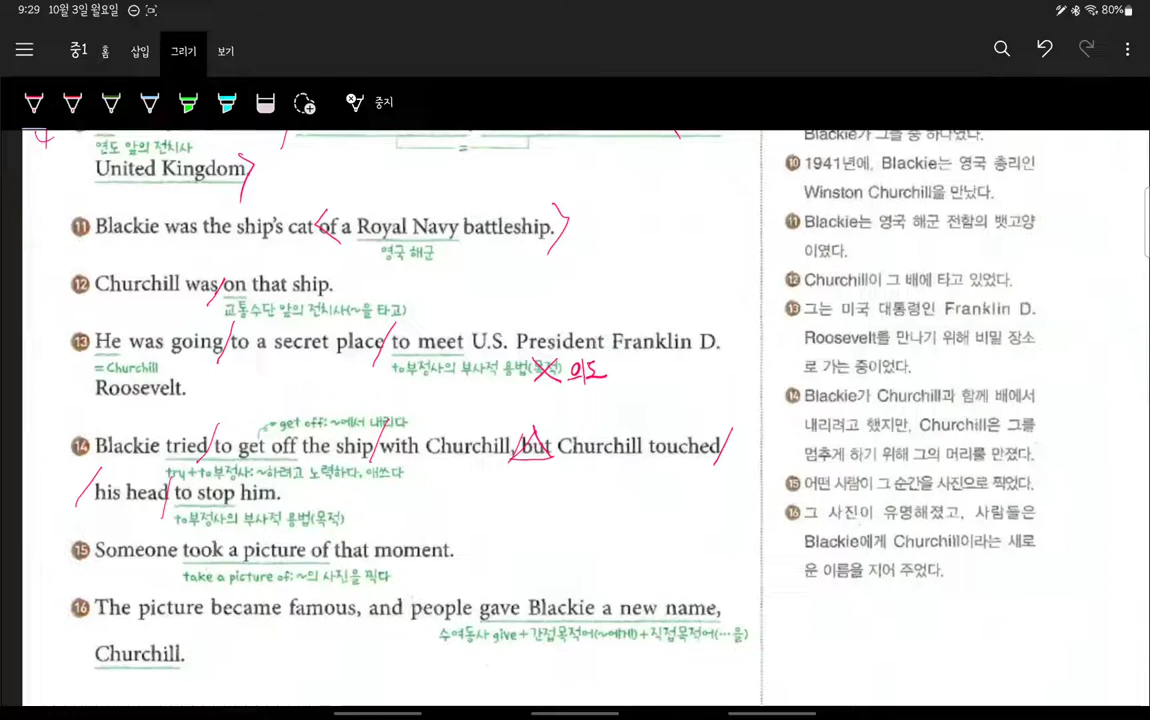 9:29 10월 3일 월요일 80%
중1 홈 삽입 그리기 보기
중지
연도 앞의 전치사
=
United Kingdom.
⑪ Blackie was the ship's cat of a Royal Navy battleship.
영국 해군
⑫ Churchill was on that ship.
교통수단 앞의 전치사(~을 타고)
⑬ He was going to a secret place to meet U.S. President Franklin D.
= Churchill to부정사의 부사적 용법(목적) 의도
Roosevelt.
get off: ~에서 내리다
⑭ Blackie tried to get off the ship with Churchill, but Churchill touched
try+to부정사: ~하려고 노력하다, 애쓰다
his head to stop him.
to부정사의 부사적 용법(목적)
⑮ Someone took a picture of that moment.
take a picture of: ~의 사진을 찍다
⑯ The picture became famous, and people gave Blackie a new name,
수여동사 give+간접목적어(~에게)+직접목적어(…을)
Churchill.
Blackie가 그들 중 하나였다.
⑩ 1941년에, Blackie는 영국 총리인
Winston Churchill을 만났다.
⑪ Blackie는 영국 해군 전함의 뱃고양
이였다.
⑫ Churchill이 그 배에 타고 있었다.
⑬ 그는 미국 대통령인 Franklin D.
Roosevelt를 만나기 위해 비밀 장소
로 가는 중이었다.
⑭ Blackie가 Churchill과 함께 배에서
내리려고 했지만, Churchill은 그를
멈추게 하기 위해 그의 머리를 만졌다.
⑮ 어떤 사람이 그 순간을 사진으로 찍었다.
⑯ 그 사진이 유명해졌고, 사람들은
Blackie에게 Churchill이라는 새로
운 이름을 지어 주었다.